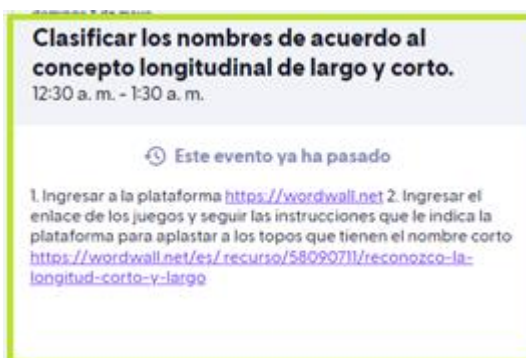 Clasificar los nombres de acuerdo al
concepto longitudinal de largo y corto.
12:30 a. m. - 1:30 a. m.
Este evento ya ha pasado
1. Ingresar a la plataforma https://wordwall.net 2. Ingresar el
enlace de los juegos y seguir las instrucciones que le indica la
plataforma para aplastar a los topos que tienen el nombre corto
https://wordwall.net/es/ recurso/58090711/reconozco-la-
longitud-corto-y-largo